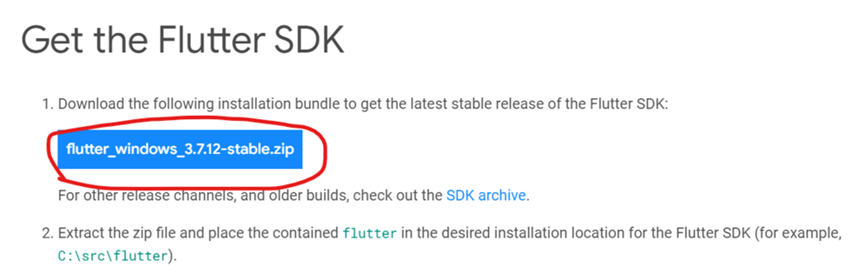 Get the Flutter SDK
1. Download the following installation bundle to get the latest stable release of the Flutter SDK:
flutter_windows_3.7.12-stable.zip
For other release channels, and older builds, check out the SDK archive.
2. Extract the zip file and place the contained flutter in the desired installation location for the Flutter SDK (for example,
C:\src\flutter).